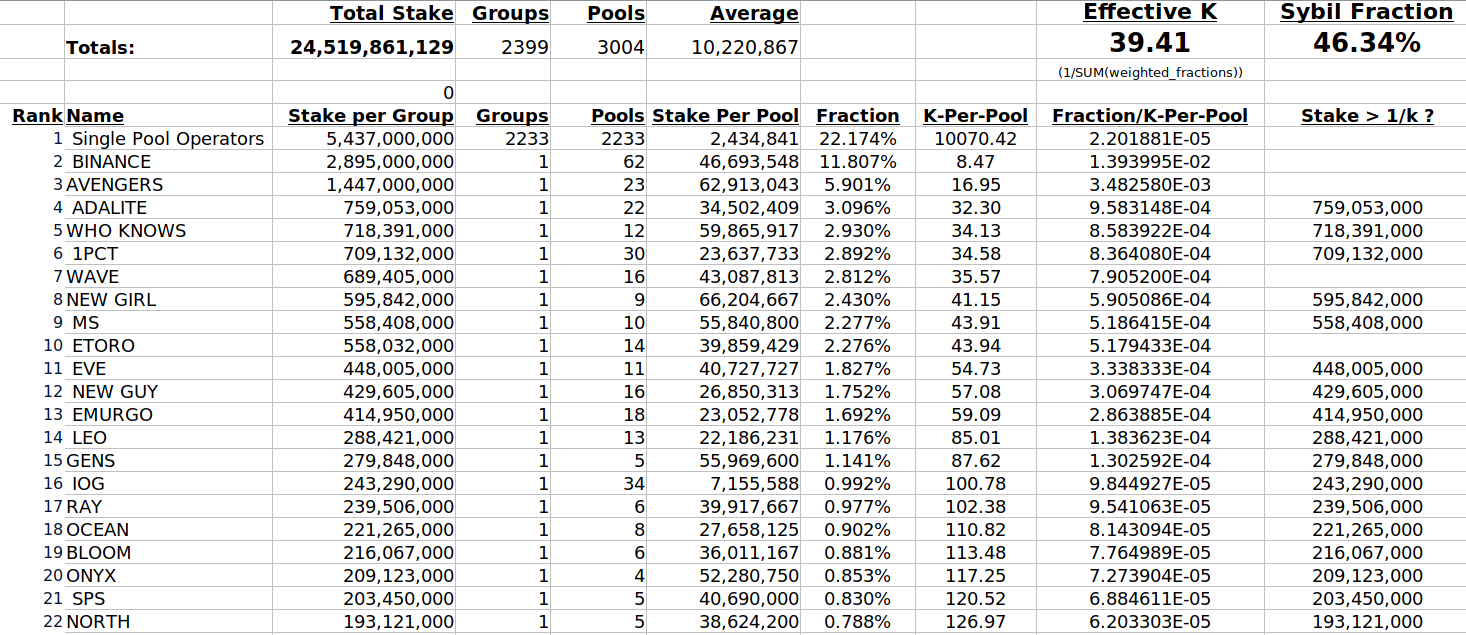 Total Stake Groups Pools Average Effective K Sybil Fraction
Totals: 24,519,861,129 2399 3004 10,220,867 39.41 46.34%
(1/SUM(weighted_fractions))
0
Rank Name Stake per Group Groups Pools Stake Per Pool Fraction K-Per-Pool Fraction/K-Per-Pool Stake > 1/k ?
1 Single Pool Operators 5,437,000,000 2233 2233 2,434,841 22.174% 10070.42 2.201881E-05
2 BINANCE 2,895,000,000 1 62 46,693,548 11.807% 8.47 1.393995E-02
3 AVENGERS 1,447,000,000 1 23 62,913,043 5.901% 16.95 3.482580E-03
4 ADALITE 759,053,000 1 22 34,502,409 3.096% 32.30 9.583148E-04 759,053,000
5 WHO KNOWS 718,391,000 1 12 59,865,917 2.930% 34.13 8.583922E-04 718,391,000
6 1PCT 709,132,000 1 30 23,637,733 2.892% 34.58 8.364080E-04 709,132,000
7 WAVE 689,405,000 1 16 43,087,813 2.812% 35.57 7.905200E-04
8 NEW GIRL 595,842,000 1 9 66,204,667 2.430% 41.15 5.905086E-04 595,842,000
9 MS 558,408,000 1 10 55,840,800 2.277% 43.91 5.186415E-04 558,408,000
10 ETORO 558,032,000 1 14 39,859,429 2.276% 43.94 5.179433E-04
11 EVE 448,005,000 1 11 40,727,727 1.827% 54.73 3.338333E-04 448,005,000
12 NEW GUY 429,605,000 1 16 26,850,313 1.752% 57.08 3.069747E-04 429,605,000
13 EMURGO 414,950,000 1 18 23,052,778 1.692% 59.09 2.863885E-04 414,950,000
14 LEO 288,421,000 1 13 22,186,231 1.176% 85.01 1.383623E-04 288,421,000
15 GENS 279,848,000 1 5 55,969,600 1.141% 87.62 1.302592E-04 279,848,000
16 IOG 243,290,000 1 34 7,155,588 0.992% 100.78 9.844927E-05 243,290,000
17 RAY 239,506,000 1 6 39,917,667 0.977% 102.38 9.541063E-05 239,506,000
18 OCEAN 221,265,000 1 8 27,658,125 0.902% 110.82 8.143094E-05 221,265,000
19 BLOOM 216,067,000 1 6 36,011,167 0.881% 113.48 7.764989E-05 216,067,000
20 ONYX 209,123,000 1 4 52,280,750 0.853% 117.25 7.273904E-05 209,123,000
21 SPS 203,450,000 1 5 40,690,000 0.830% 120.52 6.884611E-05 203,450,000
22 NORTH 193,121,000 1 5 38,624,200 0.788% 126.97 6.203303E-05 193,121,000